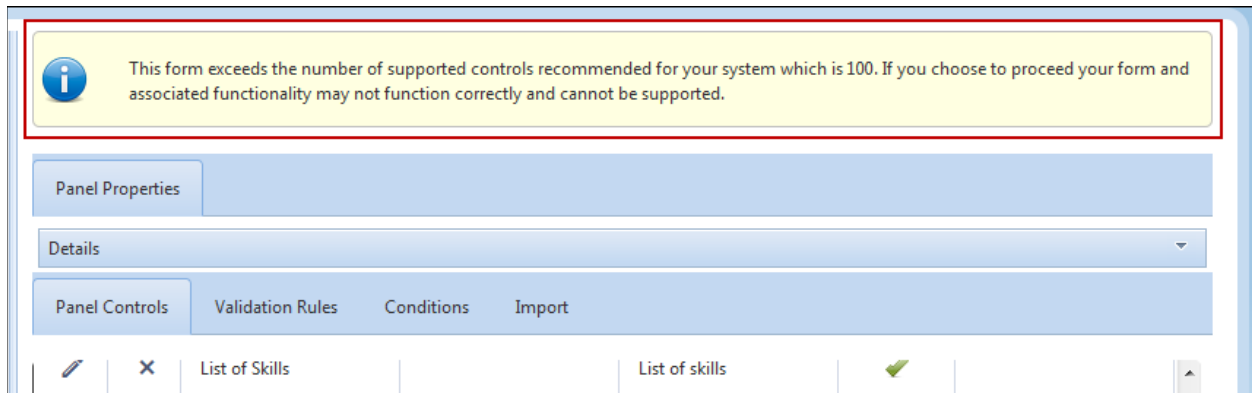 This form exceeds the number of supported controls recommended for your system which is 100. If you choose to proceed your form and
associated functionality may not function correctly and cannot be supported.
Panel Properties
Details
Panel Controls Validation Rules Conditions Import
List of Skills List of skills